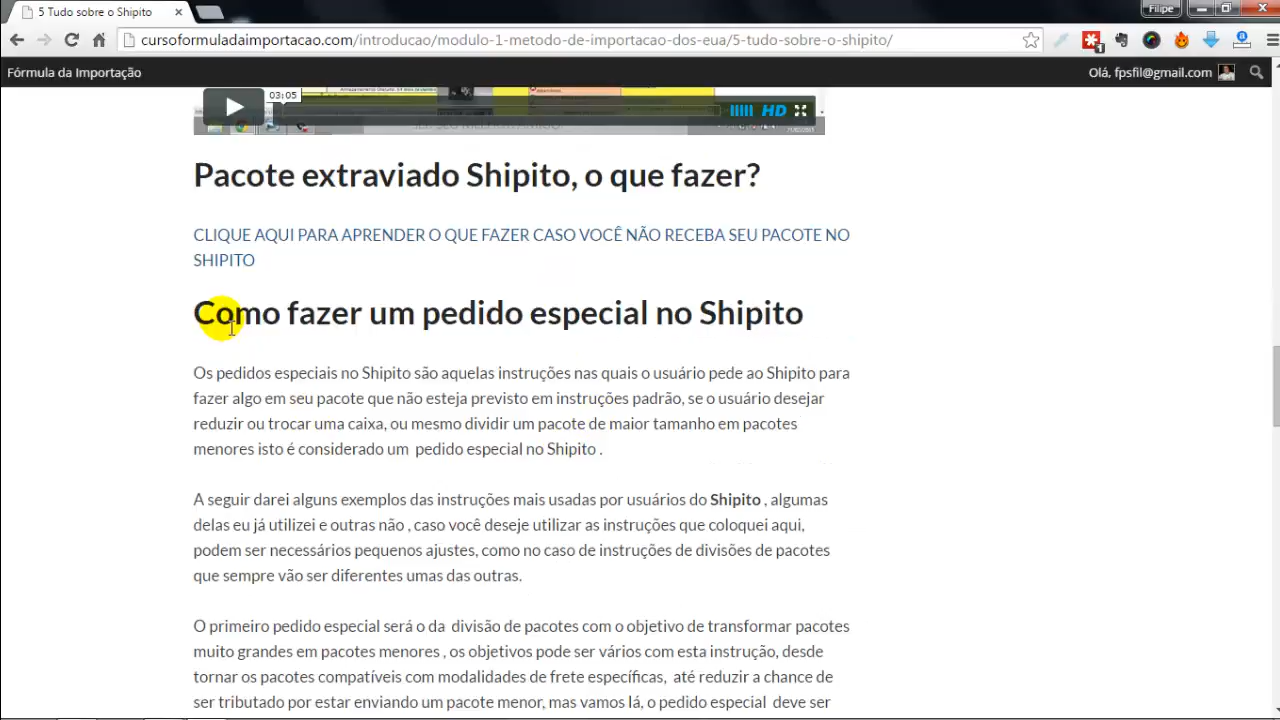 5 Tudo sobre o Shipito
Filipe
cursoformuladaimportacao.com/introducao/modulo-1-metodo-de-importacao-dos-eua/5-tudo-sobre-o-shipito/
Fórmula da Importação
Olá, fpsfil@gmail.com
03:05
HD
Pacote extraviado Shipito, o que fazer?
CLIQUE AQUI PARA APRENDER O QUE FAZER CASO VOCÊ NÃO RECEBA SEU PACOTE NO
SHIPITO
Como fazer um pedido especial no Shipito
Os pedidos especiais no Shipito são aquelas instruções nas quais o usuário pede ao Shipito para
fazer algo em seu pacote que não esteja previsto em instruções padrão, se o usuário desejar
reduzir ou trocar uma caixa, ou mesmo dividir um pacote de maior tamanho em pacotes
menores isto é considerado um pedido especial no Shipito .
A seguir darei alguns exemplos das instruções mais usadas por usuários do Shipito , algumas
delas eu já utilizei e outras não , caso você deseje utilizar as instruções que coloquei aqui,
podem ser necessários pequenos ajustes, como no caso de instruções de divisões de pacotes
que sempre vão ser diferentes umas das outras.
O primeiro pedido especial será o da divisão de pacotes com o objetivo de transformar pacotes
muito grandes em pacotes menores , os objetivos pode ser vários com esta instrução, desde
tornar os pacotes compatíveis com modalidades de frete específicas, até reduzir a chance de
ser tributado por estar enviando um pacote menor, mas vamos lá, o pedido especial deve ser